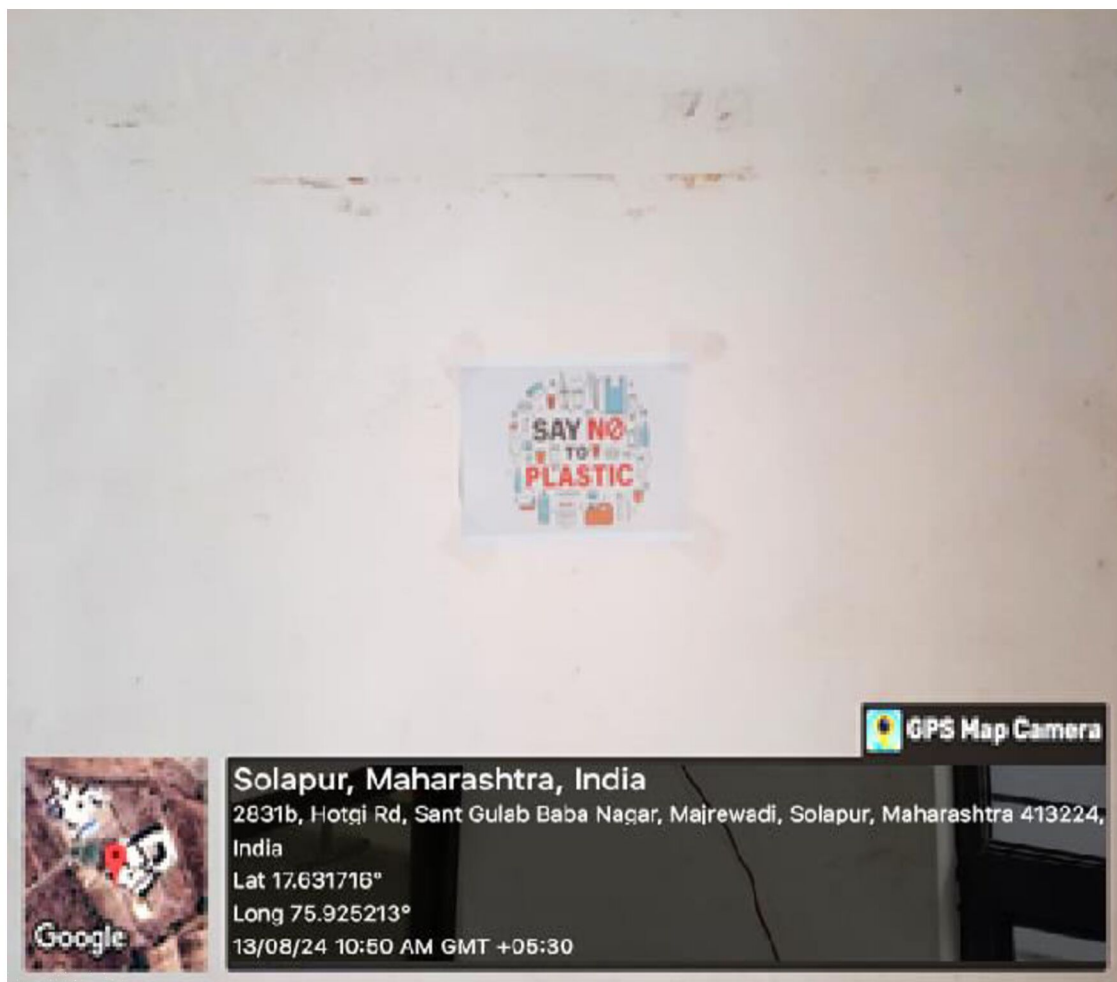 SAY NO
TO
PLASTIC
GPS Map Camera
Solapur, Maharashtra, India
2831b, Hotgi Rd, Sant Gulab Baba Nagar, Majrewadi, Solapur, Maharashtra 413224,
India
Lat 17.631716°
Long 75.925213°
13/08/24 10:50 AM GMT +05:30
Google